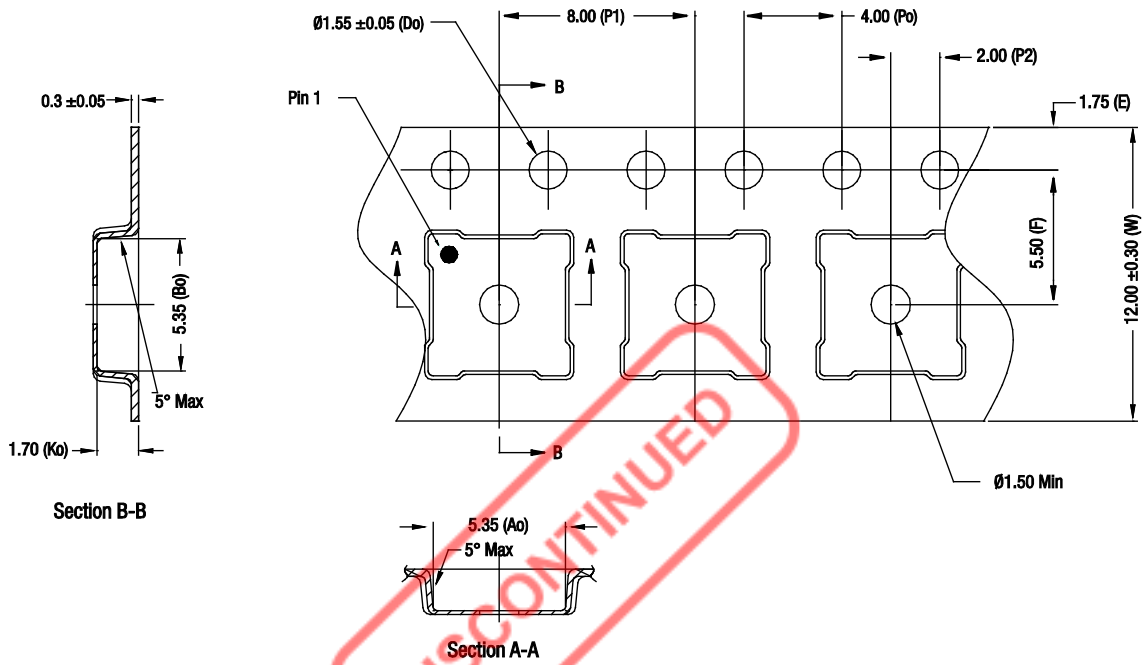 8.00 (P1)
4.00 (Po)
Ø1.55 ±0.05 (Do)
2.00 (P2)
B
0.3 ±0.05
Pin 1
1.75 (E)
A
A
5.50 (F)
12.00 ±0.30 (W)
5.35 (Bo)
5° Max
1.70 (Ko)
B
Ø1.50 Min
Section B-B
5.35 (Ao)
5° Max
Section A-A
DISCONTINUED